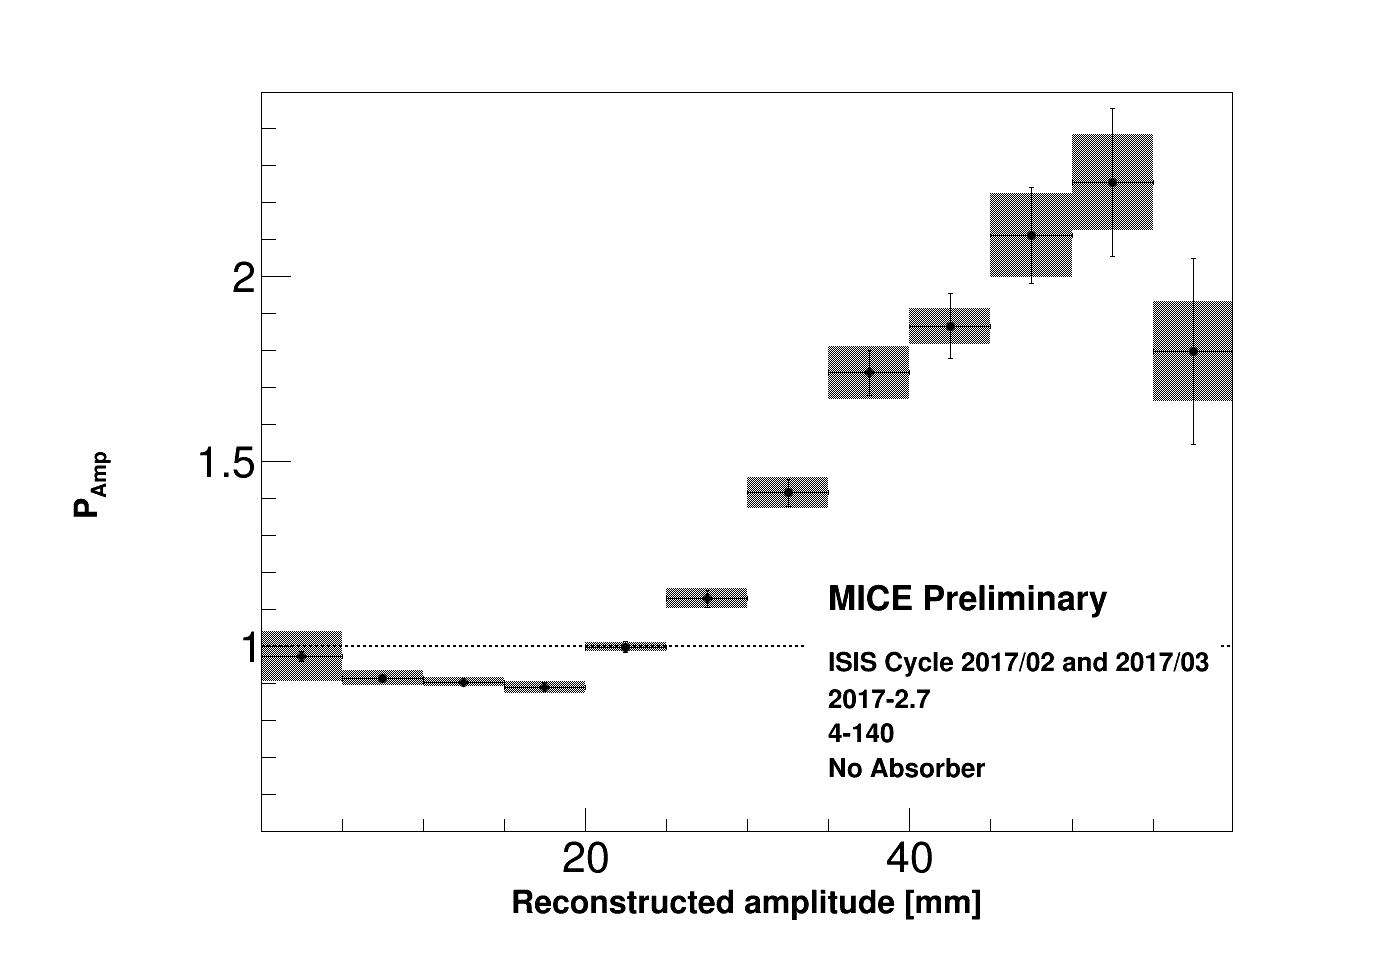 2
1.5
P_Amp
1
MICE Preliminary
ISIS Cycle 2017/02 and 2017/03
2017-2.7
4-140
No Absorber
20 40
Reconstructed amplitude [mm]